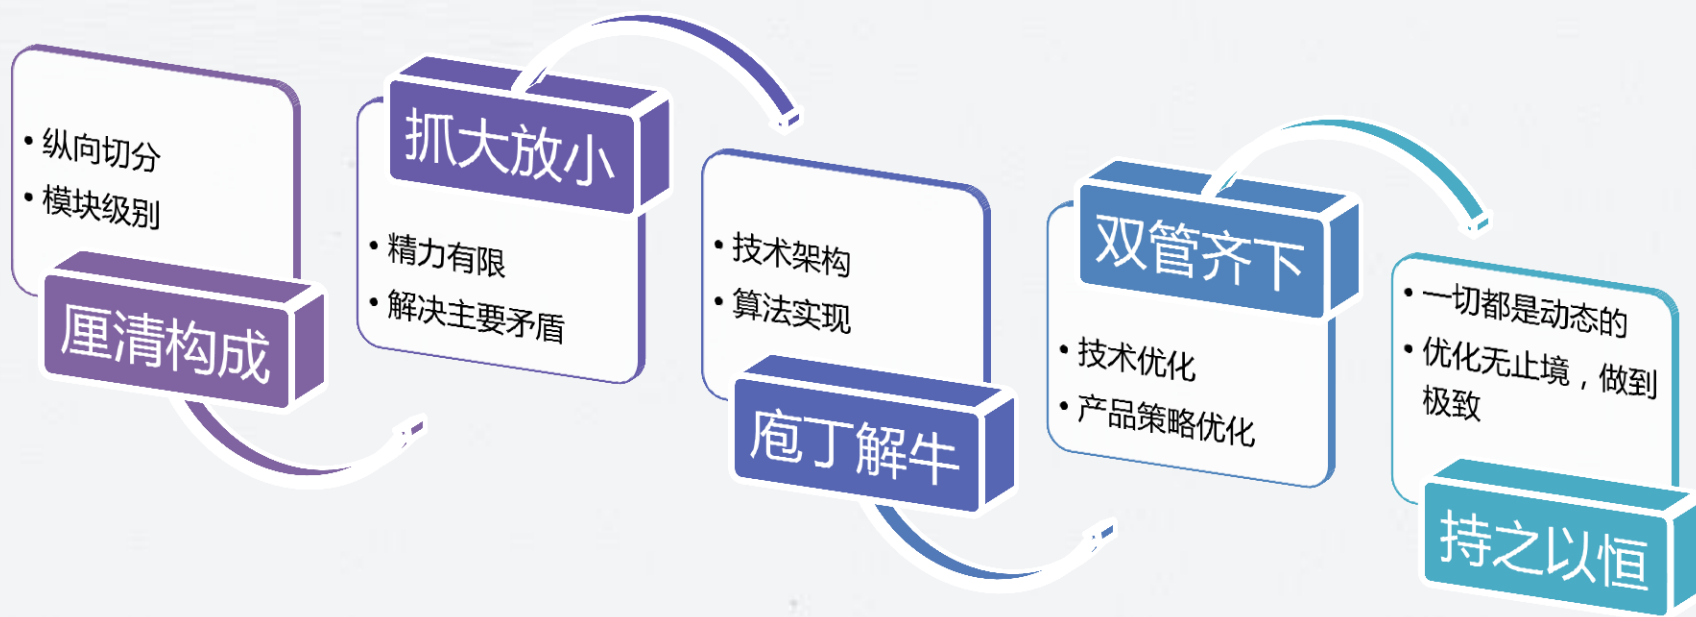 • 纵向切分
• 模块级别
厘清构成
抓大放小
• 精力有限
• 解决主要矛盾
• 技术架构
• 算法实现
庖丁解牛
双管齐下
• 技术优化
• 产品策略优化
• 一切都是动态的
• 优化无止境，做到
极致
持之以恒